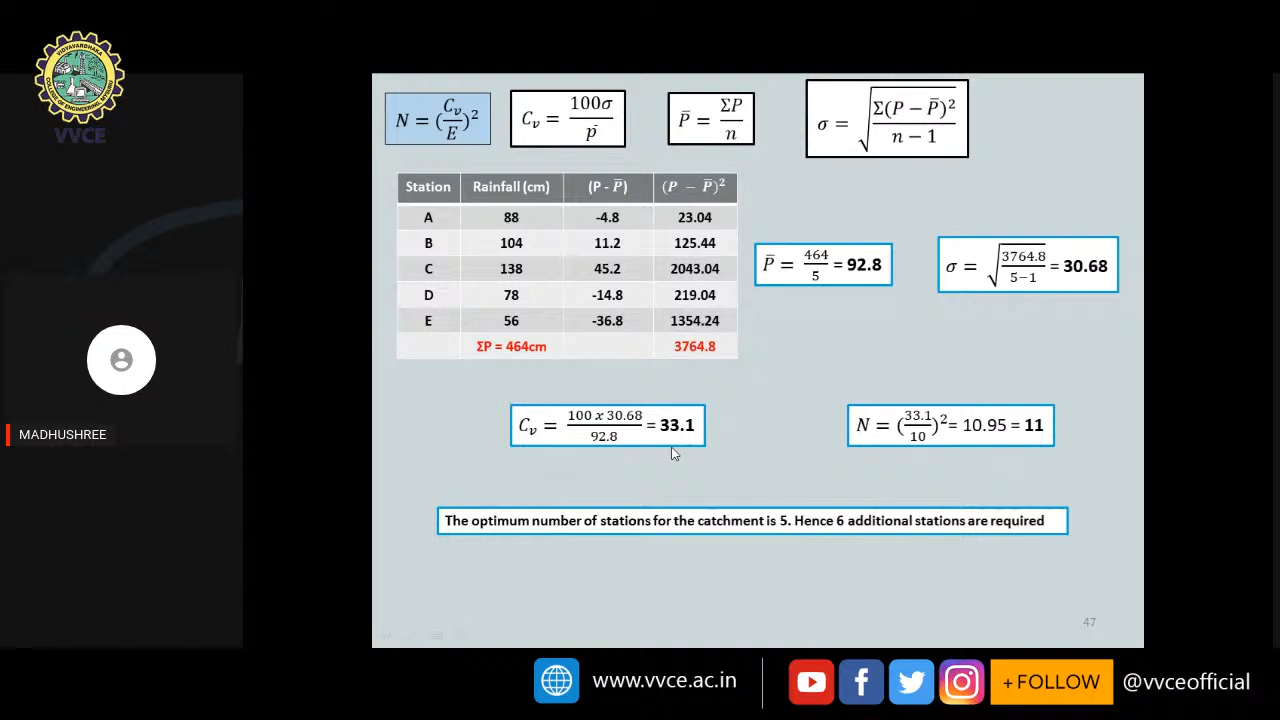 VIDYAVARDHAKA
COLLEGE OF ENGINEERING, MYSURU
VVCE
N = (C_v/E)²
C_v = 100σ/p̄
P̄ = ΣP/n
σ = √(Σ(P − P̄)²/(n − 1))
Station Rainfall (cm) (P - P̄) (P − P̄)²
A 88 -4.8 23.04
B 104 11.2 125.44
C 138 45.2 2043.04
D 78 -14.8 219.04
E 56 -36.8 1354.24
ΣP = 464cm 3764.8
P̄ = 464/5 = 92.8
σ = √(3764.8/(5−1)) = 30.68
C_v = (100 x 30.68)/92.8 = 33.1
N = (33.1/10)² = 10.95 = 11
The optimum number of stations for the catchment is 5. Hence 6 additional stations are required
MADHUSHREE
47
www.vvce.ac.in
+ FOLLOW
@vvceofficial